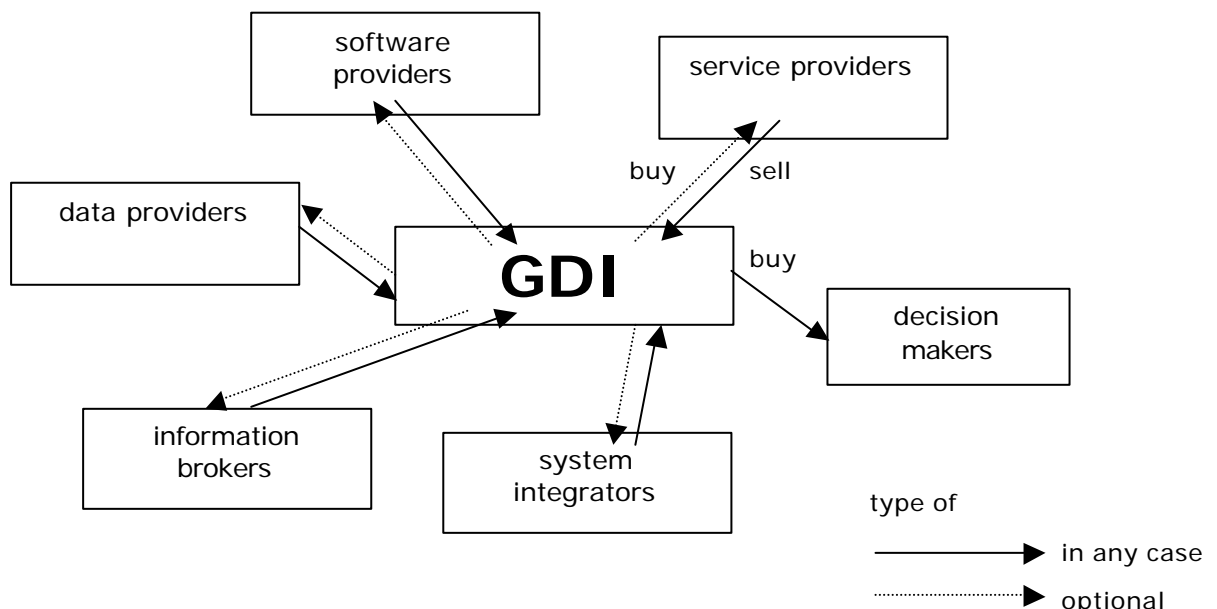 software
providers
service providers
buy
sell
data providers
GDI
buy
decision
makers
information
brokers
system
integrators
type of
in any case
optional